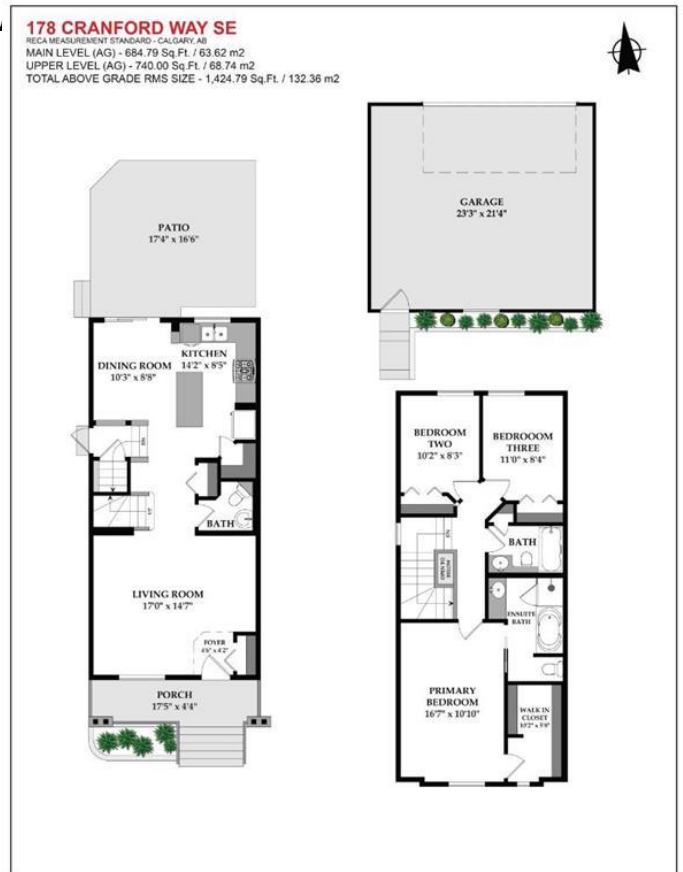 178 CRANFORD WAY SE
RECA MEASUREMENT STANDARD - CALGARY, AB
MAIN LEVEL (AG) - 684.79 Sq.Ft. / 63.62 m2
UPPER LEVEL (AG) - 740.00 Sq.Ft. / 68.74 m2
TOTAL ABOVE GRADE RMS SIZE - 1,424.79 Sq.Ft. / 132.36 m2
PATIO
17'4" x 16'6"
GARAGE
23'3" x 21'4"
DINING ROOM
10'3" x 8'8"
KITCHEN
14'2" x 8'5"
BATH
LIVING ROOM
17'0" x 14'7"
FOYER
PORCH
17'5" x 4'4"
BEDROOM
TWO
10'2" x 8'3"
BEDROOOM
THREE
11'0" x 8'4"
BATH
OPEN TO
ENSUITE
BATH
PRIMARY
BEDROOM
16'7" x 10'10"
WALK IN
CLOSET